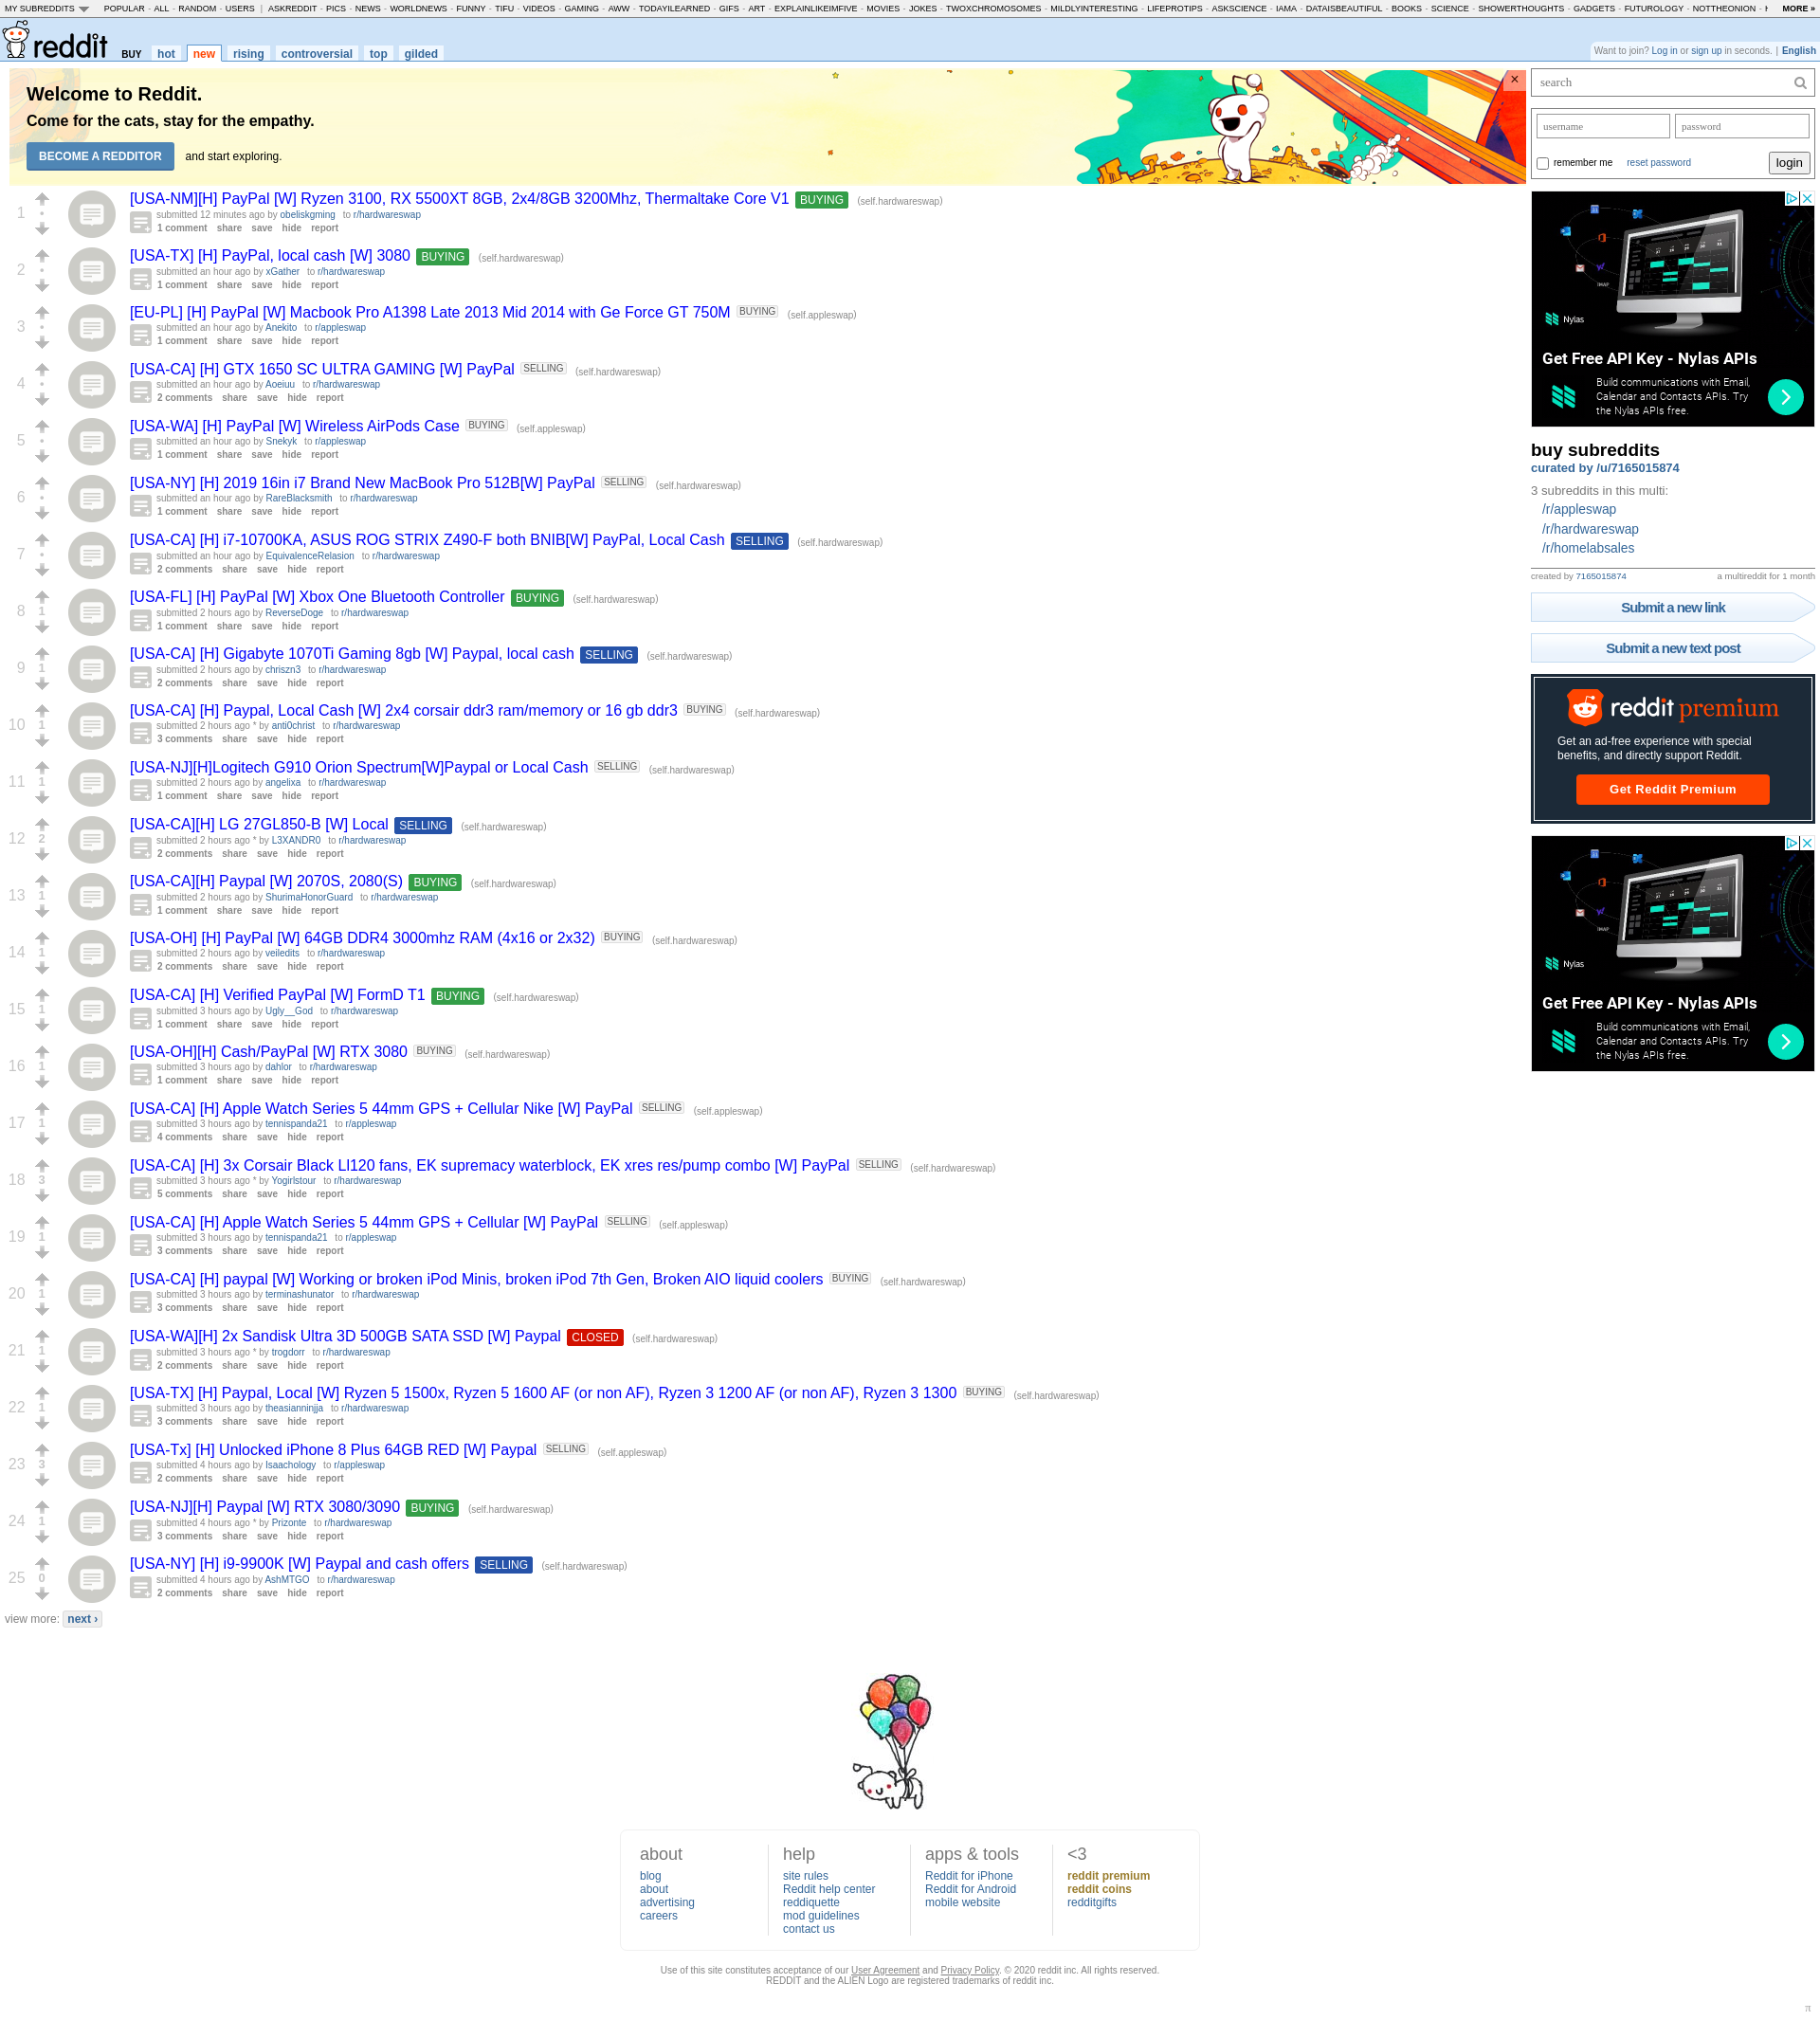 MY SUBREDDITS POPULAR - ALL - RANDOM - USERS | ASKREDDIT - PICS - NEWS - WORLDNEWS - FUNNY - TIFU - VIDEOS - GAMING - AWW - TODAYILEARNED - GIFS - ART - EXPLAINLIKEIMFIVE - MOVIES - JOKES - TWOXCHROMOSOMES - MILDLYINTERESTING - LIFEPROTIPS - ASKSCIENCE - IAMA - DATAISBEAUTIFUL - BOOKS - SCIENCE - SHOWERTHOUGHTS - GADGETS - FUTUROLOGY - NOTTHEONION - MORE »
reddit BUY hot new rising controversial top gilded
Want to join? Log in or sign up in seconds. | English
Welcome to Reddit.
Come for the cats, stay for the empathy.
BECOME A REDDITOR and start exploring.
×
1
[USA-NM][H] PayPal [W] Ryzen 3100, RX 5500XT 8GB, 2x4/8GB 3200Mhz, Thermaltake Core V1 BUYING (self.hardwareswap)
submitted 12 minutes ago by obeliskgming to r/hardwareswap
1 comment share save hide report
2
[USA-TX] [H] PayPal, local cash [W] 3080 BUYING (self.hardwareswap)
submitted an hour ago by xGather to r/hardwareswap
1 comment share save hide report
3
[EU-PL] [H] PayPal [W] Macbook Pro A1398 Late 2013 Mid 2014 with Ge Force GT 750M BUYING (self.appleswap)
submitted an hour ago by Anekito to r/appleswap
1 comment share save hide report
4
[USA-CA] [H] GTX 1650 SC ULTRA GAMING [W] PayPal SELLING (self.hardwareswap)
submitted an hour ago by Aoeiuu to r/hardwareswap
2 comments share save hide report
5
[USA-WA] [H] PayPal [W] Wireless AirPods Case BUYING (self.appleswap)
submitted an hour ago by Snekyk to r/appleswap
1 comment share save hide report
6
[USA-NY] [H] 2019 16in i7 Brand New MacBook Pro 512B[W] PayPal SELLING (self.hardwareswap)
submitted an hour ago by RareBlacksmith to r/hardwareswap
1 comment share save hide report
7
[USA-CA] [H] i7-10700KA, ASUS ROG STRIX Z490-F both BNIB[W] PayPal, Local Cash SELLING (self.hardwareswap)
submitted an hour ago by EquivalenceRelasion to r/hardwareswap
2 comments share save hide report
8 1
[USA-FL] [H] PayPal [W] Xbox One Bluetooth Controller BUYING (self.hardwareswap)
submitted 2 hours ago by ReverseDoge to r/hardwareswap
1 comment share save hide report
9 1
[USA-CA] [H] Gigabyte 1070Ti Gaming 8gb [W] Paypal, local cash SELLING (self.hardwareswap)
submitted 2 hours ago by chriszn3 to r/hardwareswap
2 comments share save hide report
10 1
[USA-CA] [H] Paypal, Local Cash [W] 2x4 corsair ddr3 ram/memory or 16 gb ddr3 BUYING (self.hardwareswap)
submitted 2 hours ago * by anti0christ to r/hardwareswap
3 comments share save hide report
11 1
[USA-NJ][H]Logitech G910 Orion Spectrum[W]Paypal or Local Cash SELLING (self.hardwareswap)
submitted 2 hours ago by angelixa to r/hardwareswap
1 comment share save hide report
12 2
[USA-CA][H] LG 27GL850-B [W] Local SELLING (self.hardwareswap)
submitted 2 hours ago * by L3XANDR0 to r/hardwareswap
2 comments share save hide report
13 1
[USA-CA][H] Paypal [W] 2070S, 2080(S) BUYING (self.hardwareswap)
submitted 2 hours ago by ShurimaHonorGuard to r/hardwareswap
1 comment share save hide report
14 1
[USA-OH] [H] PayPal [W] 64GB DDR4 3000mhz RAM (4x16 or 2x32) BUYING (self.hardwareswap)
submitted 2 hours ago by veiledits to r/hardwareswap
2 comments share save hide report
15 1
[USA-CA] [H] Verified PayPal [W] FormD T1 BUYING (self.hardwareswap)
submitted 3 hours ago by Ugly__God to r/hardwareswap
1 comment share save hide report
16 1
[USA-OH][H] Cash/PayPal [W] RTX 3080 BUYING (self.hardwareswap)
submitted 3 hours ago by dahlor to r/hardwareswap
1 comment share save hide report
17 1
[USA-CA] [H] Apple Watch Series 5 44mm GPS + Cellular Nike [W] PayPal SELLING (self.appleswap)
submitted 3 hours ago by tennispanda21 to r/appleswap
4 comments share save hide report
18 3
[USA-CA] [H] 3x Corsair Black Ll120 fans, EK supremacy waterblock, EK xres res/pump combo [W] PayPal SELLING (self.hardwareswap)
submitted 3 hours ago * by Yogirlstour to r/hardwareswap
5 comments share save hide report
19 1
[USA-CA] [H] Apple Watch Series 5 44mm GPS + Cellular [W] PayPal SELLING (self.appleswap)
submitted 3 hours ago by tennispanda21 to r/appleswap
3 comments share save hide report
20 1
[USA-CA] [H] paypal [W] Working or broken iPod Minis, broken iPod 7th Gen, Broken AIO liquid coolers BUYING (self.hardwareswap)
submitted 3 hours ago by terminashunator to r/hardwareswap
3 comments share save hide report
21 1
[USA-WA][H] 2x Sandisk Ultra 3D 500GB SATA SSD [W] Paypal CLOSED (self.hardwareswap)
submitted 3 hours ago * by trogdorr to r/hardwareswap
2 comments share save hide report
22 1
[USA-TX] [H] Paypal, Local [W] Ryzen 5 1500x, Ryzen 5 1600 AF (or non AF), Ryzen 3 1200 AF (or non AF), Ryzen 3 1300 BUYING (self.hardwareswap)
submitted 3 hours ago by theasianninjja to r/hardwareswap
3 comments share save hide report
23 3
[USA-Tx] [H] Unlocked iPhone 8 Plus 64GB RED [W] Paypal SELLING (self.appleswap)
submitted 4 hours ago by Isaachology to r/appleswap
2 comments share save hide report
24 1
[USA-NJ][H] Paypal [W] RTX 3080/3090 BUYING (self.hardwareswap)
submitted 4 hours ago * by Prizonte to r/hardwareswap
3 comments share save hide report
25 0
[USA-NY] [H] i9-9900K [W] Paypal and cash offers SELLING (self.hardwareswap)
submitted 4 hours ago by AshMTGO to r/hardwareswap
2 comments share save hide report
view more: next ›
search
username password
remember me reset password login
Nylas
Get Free API Key - Nylas APIs
Build communications with Email,
Calendar and Contacts APIs. Try
the Nylas APIs free.
buy subreddits
curated by /u/7165015874
3 subreddits in this multi:
/r/appleswap
/r/hardwareswap
/r/homelabsales
created by 7165015874 a multireddit for 1 month
Submit a new link
Submit a new text post
reddit premium
Get an ad-free experience with special
benefits, and directly support Reddit.
Get Reddit Premium
Nylas
Get Free API Key - Nylas APIs
Build communications with Email,
Calendar and Contacts APIs. Try
the Nylas APIs free.
about
blog
about
advertising
careers
help
site rules
Reddit help center
reddiquette
mod guidelines
contact us
apps & tools
Reddit for iPhone
Reddit for Android
mobile website
<3
reddit premium
reddit coins
redditgifts
Use of this site constitutes acceptance of our User Agreement and Privacy Policy. © 2020 reddit inc. All rights reserved.
REDDIT and the ALIEN Logo are registered trademarks of reddit inc.
π